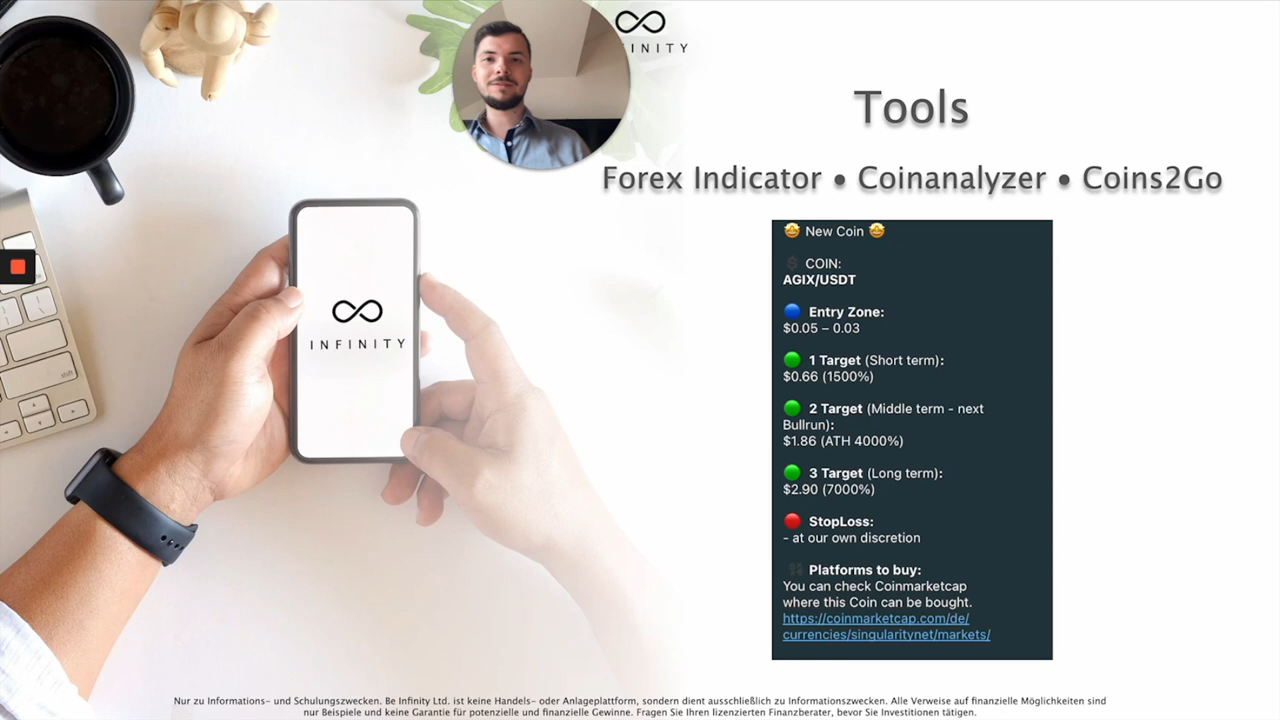 INFINITY
Tools
Forex Indicator • Coinanalyzer • Coins2Go
🤩 New Coin 🤩
COIN:
AGIX/USDT
🔵 Entry Zone:
$0.05 – 0.03
🟢 1 Target (Short term):
$0.66 (1500%)
🟢 2 Target (Middle term - next
Bullrun):
$1.86 (ATH 4000%)
🟢 3 Target (Long term):
$2.90 (7000%)
🔴 StopLoss:
- at our own discretion
Platforms to buy:
You can check Coinmarketcap
where this Coin can be bought.
https://coinmarketcap.com/de/
currencies/singularitynet/markets/
INFINITY
shift
Nur zu Informations- und Schulungszwecken. Be Infinity Ltd. ist keine Handels- oder Anlageplattform, sondern dient ausschließlich zu Informationszwecken. Alle Verweise auf finanzielle Möglichkeiten sind
nur Beispiele und keine Garantie für potenzielle und finanzielle Gewinne. Fragen Sie Ihren lizenzierten Finanzberater, bevor Sie Investitionen tätigen.